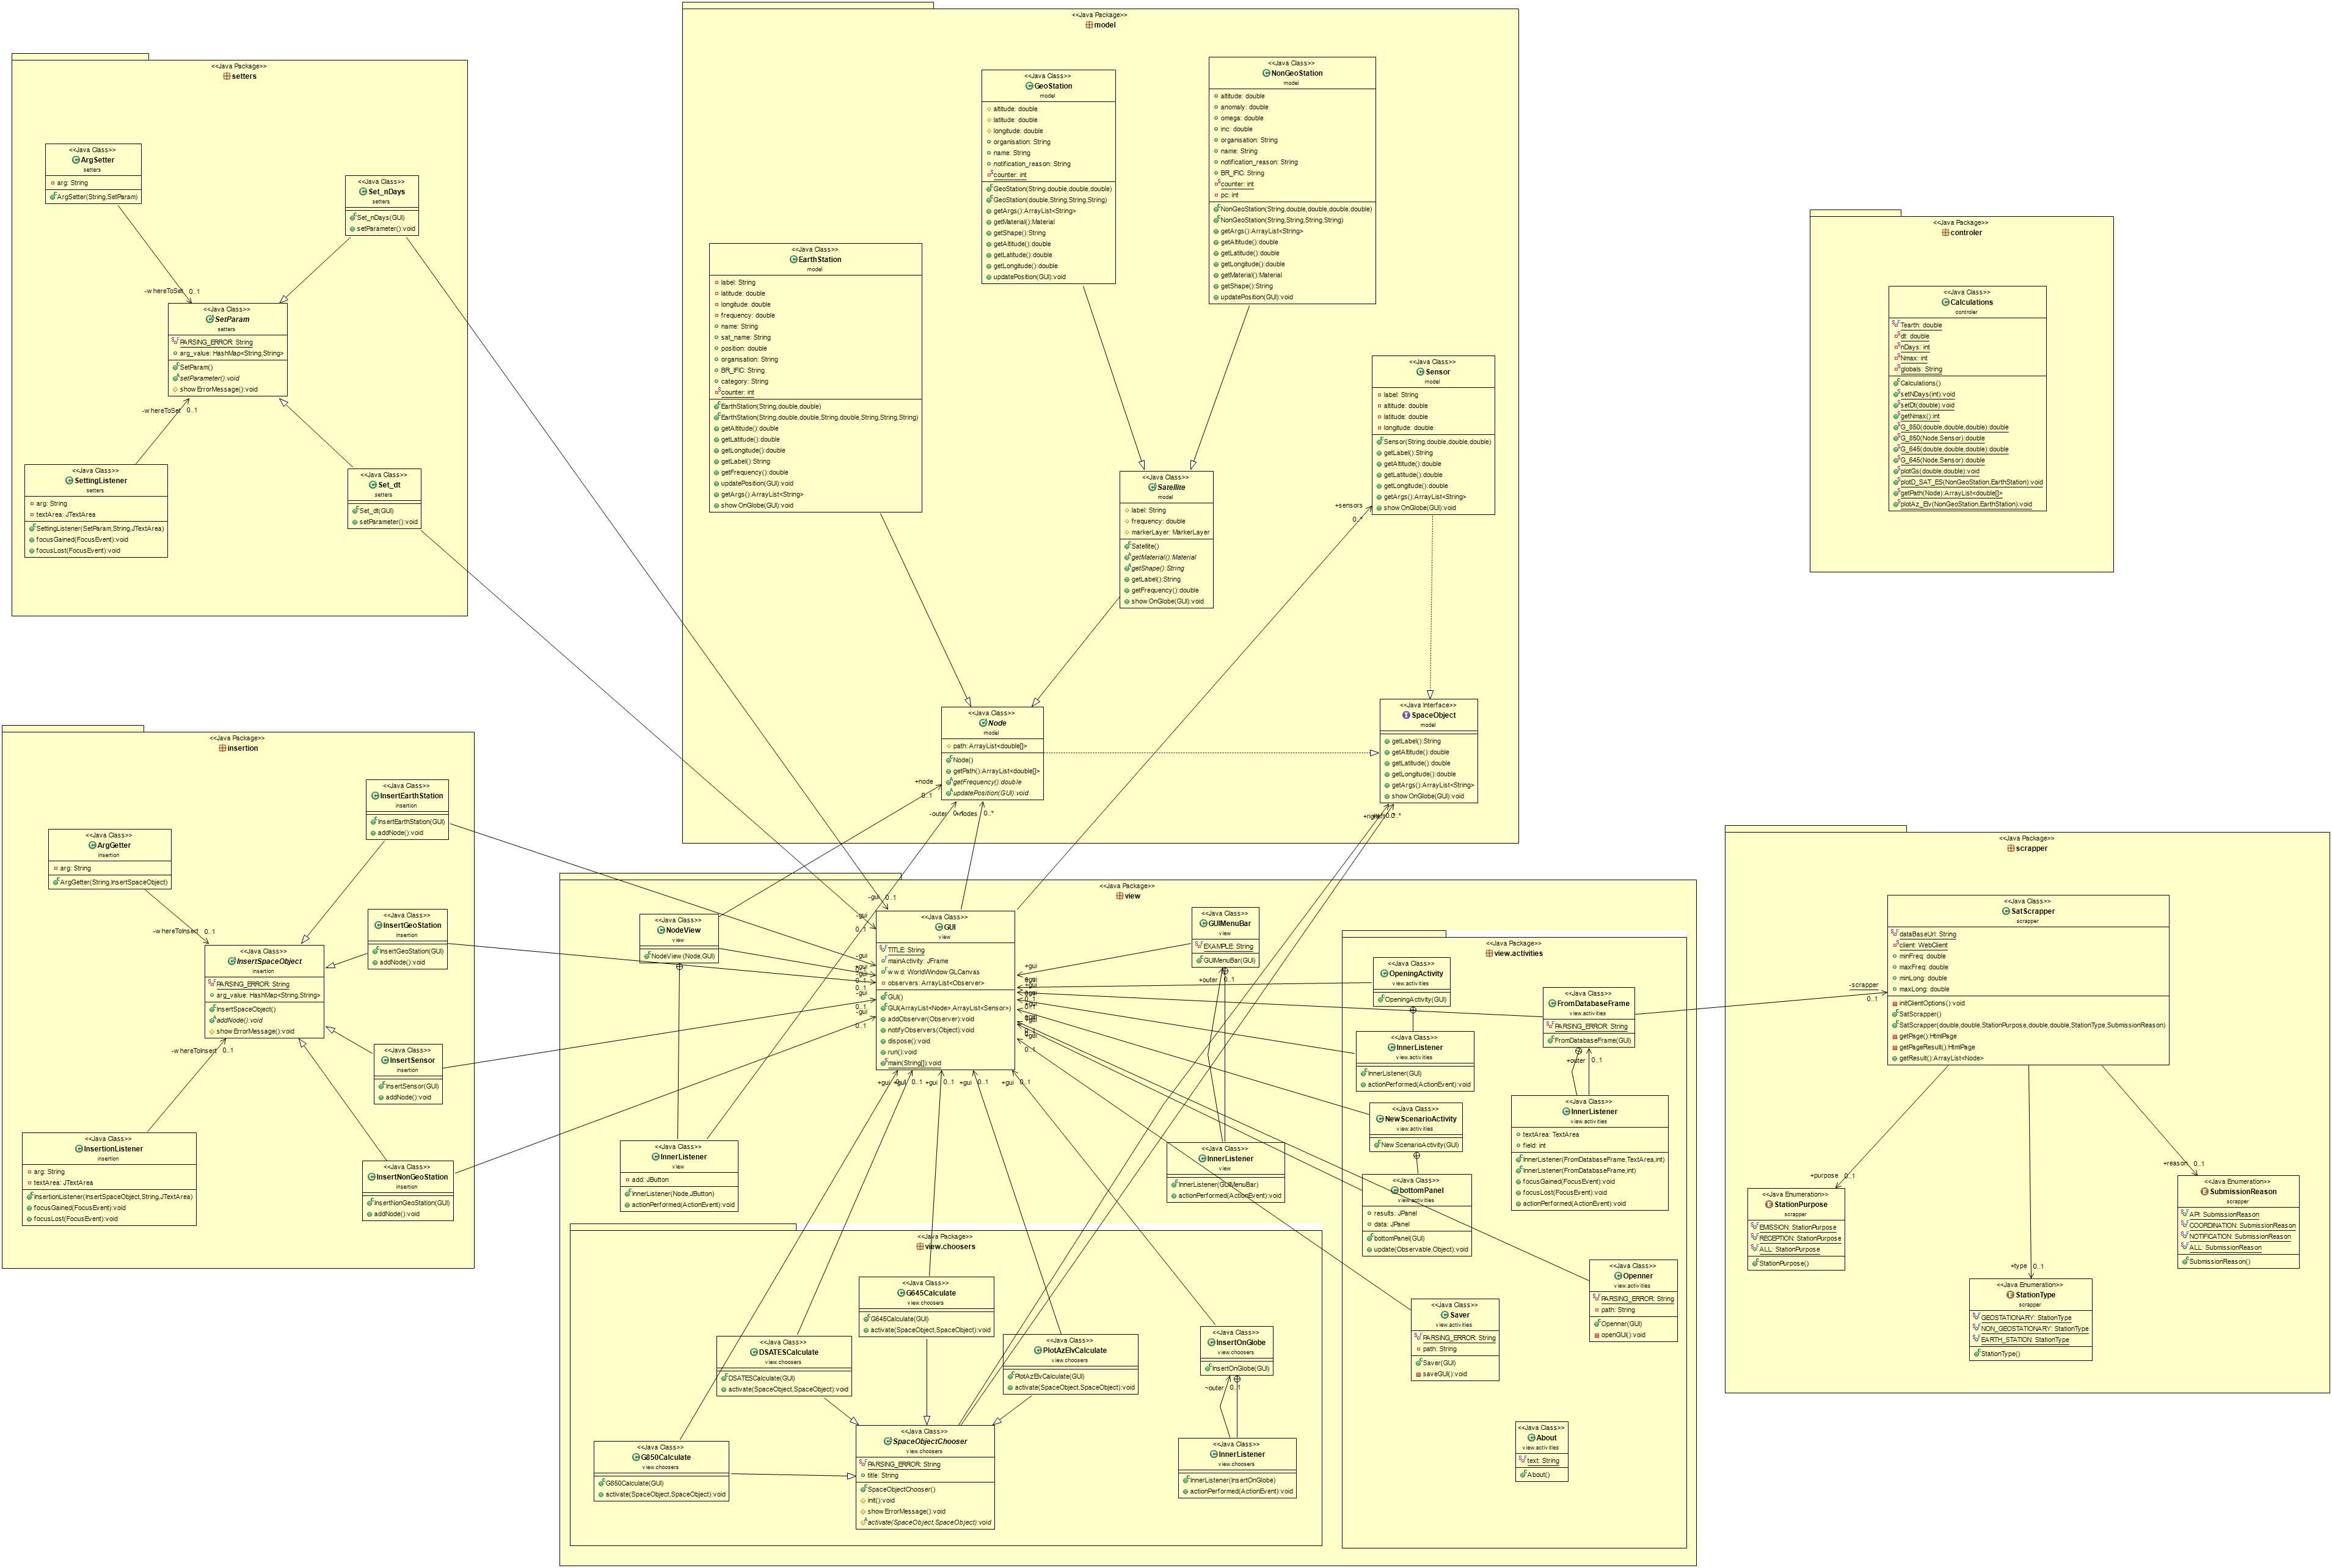 <<Java Package>>
setters
<<Java Class>>
ArgSetter
setters
arg: String
ArgSetter(String,SetParam)
<<Java Class>>
Set_nDays
setters
Set_nDays(GUI)
setParameter():void
-whereToSet 0..1
<<Java Class>>
SetParam
setters
PARSING_ERROR: String
arg_value: HashMap<String,String>
SetParam()
setParameter():void
showErrorMessage():void
-whereToSet 0..1
<<Java Class>>
SettingListener
setters
arg: String
textArea: JTextArea
SettingListener(SetParam,String,JTextArea)
focusGained(FocusEvent):void
focusLost(FocusEvent):void
<<Java Class>>
Set_dt
setters
Set_dt(GUI)
setParameter():void
<<Java Package>>
model
<<Java Class>>
GeoStation
model
altitude: double
latitude: double
longitude: double
organisation: String
name: String
notification_reason: String
counter: int
GeoStation(String,double,double,double)
GeoStation(double,String,String,String)
getArgs():ArrayList<String>
getMaterial():Material
getShape():String
getAltitude():double
getLatitude():double
getLongitude():double
updatePosition(GUI):void
<<Java Class>>
NonGeoStation
model
altitude: double
anomaly: double
omega: double
inc: double
organisation: String
name: String
notification_reason: String
BR_IFIC: String
counter: int
pc: int
NonGeoStation(String,double,double,double,double)
NonGeoStation(String,String,String,String)
getArgs():ArrayList<String>
getAltitude():double
getLatitude():double
getLongitude():double
getMaterial():Material
getShape():String
updatePosition(GUI):void
<<Java Class>>
EarthStation
model
label: String
latitude: double
longitude: double
frequency: double
name: String
sat_name: String
position: double
organisation: String
BR_IFIC: String
category: String
counter: int
EarthStation(String,double,double)
EarthStation(String,double,double,String,double,String,String,String)
getAltitude():double
getLatitude():double
getLongitude():double
getLabel():String
getFrequency():double
updatePosition(GUI):void
getArgs():ArrayList<String>
showOnGlobe(GUI):void
<<Java Class>>
Sensor
model
label: String
altitude: double
latitude: double
longitude: double
Sensor(String,double,double,double)
getLabel():String
getAltitude():double
getLatitude():double
getLongitude():double
getArgs():ArrayList<String>
showOnGlobe(GUI):void
+sensors
0..*
<<Java Class>>
Satellite
model
label: String
frequency: double
markerLayer: MarkerLayer
Satellite()
getMaterial():Material
getShape():String
getLabel():String
getFrequency():double
showOnGlobe(GUI):void
<<Java Class>>
Node
model
path: ArrayList<double[]>
Node()
getPath():ArrayList<double[]>
getFrequency():double
updatePosition(GUI):void
+node
0..1
-outer
0..*
<<Java Interface>>
SpaceObject
model
getLabel():String
getAltitude():double
getLatitude():double
getLongitude():double
getArgs():ArrayList<String>
showOnGlobe(GUI):void
<<Java Package>>
controler
<<Java Class>>
Calculations
controler
Tearth: double
dt: double
nDays: int
Nmax: int
globals: String
Calculations()
setNDays(int):void
setDt(double):void
getNmax():int
G_850(double,double,double):double
G_850(Node,Sensor):double
G_645(double,double,double):double
G_645(Node,Sensor):double
plotGs(double,double):void
plotD_SAT_ES(NonGeoStation,EarthStation):void
getPath(Node):ArrayList<double[]>
plotAz_Elv(NonGeoStation,EarthStation):void
<<Java Package>>
insertion
<<Java Class>>
InsertEarthStation
insertion
InsertEarthStation(GUI)
addNode():void
<<Java Class>>
ArgGetter
insertion
arg: String
ArgGetter(String,InsertSpaceObject)
<<Java Class>>
InsertGeoStation
insertion
InsertGeoStation(GUI)
addNode():void
-whereToInsert 0..1
<<Java Class>>
InsertSpaceObject
insertion
PARSING_ERROR: String
arg_value: HashMap<String,String>
InsertSpaceObject()
addNode():void
showErrorMessage():void
-whereToInsert 0..1
<<Java Class>>
InsertSensor
insertion
InsertSensor(GUI)
addNode():void
<<Java Class>>
InsertionListener
insertion
arg: String
textArea: JTextArea
InsertionListener(InsertSpaceObject,String,JTextArea)
focusGained(FocusEvent):void
focusLost(FocusEvent):void
<<Java Class>>
InsertNonGeoStation
insertion
InsertNonGeoStation(GUI)
addNode():void
<<Java Package>>
view
<<Java Class>>
NodeView
view
NodeView(Node,GUI)
-gui 0..1
-gui
0..1
-gui
-gui
0..1
-gui
-gui
0..1
<<Java Class>>
GUI
view
TITLE: String
mainActivity: JFrame
wwd: WorldWindowGLCanvas
observers: ArrayList<Observer>
GUI()
GUI(ArrayList<Node>,ArrayList<Sensor>)
addObserver(Observer):void
notifyObservers(Object):void
dispose():void
run():void
main(String[]):void
+gui
0..1
+gui
+gui 0..1
+gui 0..1
+gui 0..1
+gui 0..1
<<Java Class>>
GUIMenuBar
view
EXAMPLE: String
GUIMenuBar(GUI)
+outer 0..1
<<Java Class>>
InnerListener
view
add: JButton
InnerListener(Node,JButton)
actionPerformed(ActionEvent):void
<<Java Class>>
InnerListener
view
InnerListener(GUIMenuBar)
actionPerformed(ActionEvent):void
<<Java Package>>
view.activities
<<Java Class>>
OpeningActivity
view.activities
OpeningActivity(GUI)
<<Java Class>>
FromDatabaseFrame
view.activities
PARSING_ERROR: String
FromDatabaseFrame(GUI)
+outer 0..1
<<Java Class>>
InnerListener
view.activities
InnerListener(GUI)
actionPerformed(ActionEvent):void
<<Java Class>>
NewScenarioActivity
view.activities
NewScenarioActivity(GUI)
<<Java Class>>
InnerListener
view.activities
textArea: TextArea
field: int
InnerListener(FromDatabaseFrame,TextArea,int)
InnerListener(FromDatabaseFrame,int)
focusGained(FocusEvent):void
focusLost(FocusEvent):void
actionPerformed(ActionEvent):void
<<Java Class>>
bottomPanel
view.activities
results: JPanel
data: JPanel
bottomPanel(GUI)
update(Observable,Object):void
<<Java Class>>
Openner
view.activities
PARSING_ERROR: String
path: String
Openner(GUI)
openGUI():void
<<Java Class>>
Saver
view.activities
PARSING_ERROR: String
path: String
Saver(GUI)
saveGUI():void
<<Java Class>>
About
view.activities
text: String
About()
<<Java Package>>
view.choosers
<<Java Class>>
G645Calculate
view.choosers
G645Calculate(GUI)
activate(SpaceObject,SpaceObject):void
<<Java Class>>
DSATESCalculate
view.choosers
DSATESCalculate(GUI)
activate(SpaceObject,SpaceObject):void
<<Java Class>>
PlotAzElvCalculate
view.choosers
PlotAzElvCalculate(GUI)
activate(SpaceObject,SpaceObject):void
<<Java Class>>
InsertOnGlobe
view.choosers
InsertOnGlobe(GUI)
~outer 0..1
<<Java Class>>
G850Calculate
view.choosers
G850Calculate(GUI)
activate(SpaceObject,SpaceObject):void
<<Java Class>>
SpaceObjectChooser
view.choosers
PARSING_ERROR: String
title: String
SpaceObjectChooser()
init():void
showErrorMessage():void
activate(SpaceObject,SpaceObject):void
<<Java Class>>
InnerListener
view.choosers
InnerListener(InsertOnGlobe)
actionPerformed(ActionEvent):void
<<Java Package>>
scrapper
-scrapper
0..1
<<Java Class>>
SatScrapper
scrapper
dataBaseUrl: String
client: WebClient
minFreq: double
maxFreq: double
minLong: double
maxLong: double
initClientOptions():void
SatScrapper()
SatScrapper(double,double,StationPurpose,double,double,StationType,SubmissionReason)
getPage():HtmlPage
getPageResult():HtmlPage
getResult():ArrayList<Node>
+purpose 0..1
<<Java Enumeration>>
StationPurpose
scrapper
EMISSION: StationPurpose
RECEPTION: StationPurpose
ALL: StationPurpose
StationPurpose()
+reason 0..1
<<Java Enumeration>>
SubmissionReason
scrapper
API: SubmissionReason
COORDINATION: SubmissionReason
NOTIFICATION: SubmissionReason
ALL: SubmissionReason
SubmissionReason()
+type 0..1
<<Java Enumeration>>
StationType
scrapper
GEOSTATIONARY: StationType
NON_GEOSTATIONARY: StationType
EARTH_STATION: StationType
StationType()